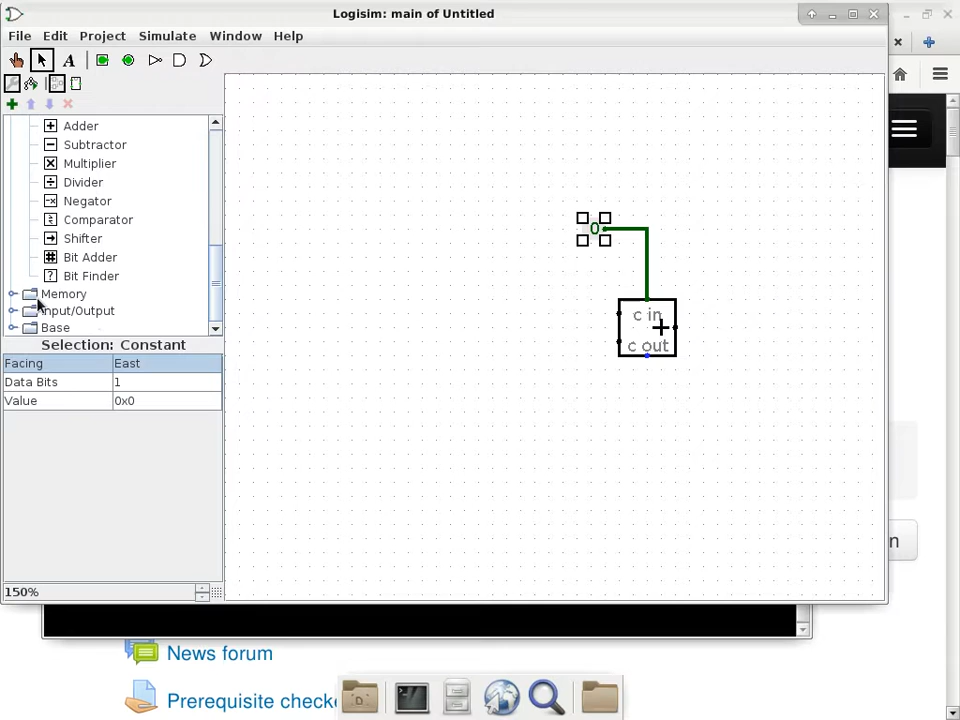 Logisim: main of Untitled
File Edit Project Simulate Window Help
A
Adder
Subtractor
Multiplier
Divider
Negator
Comparator
Shifter
Bit Adder
? Bit Finder
Memory
Input/Output
Base
Selection: Constant
Facing East
Data Bits 1
Value 0x0
150%
0
c in
c out
n
News forum
Prerequisite checke
D